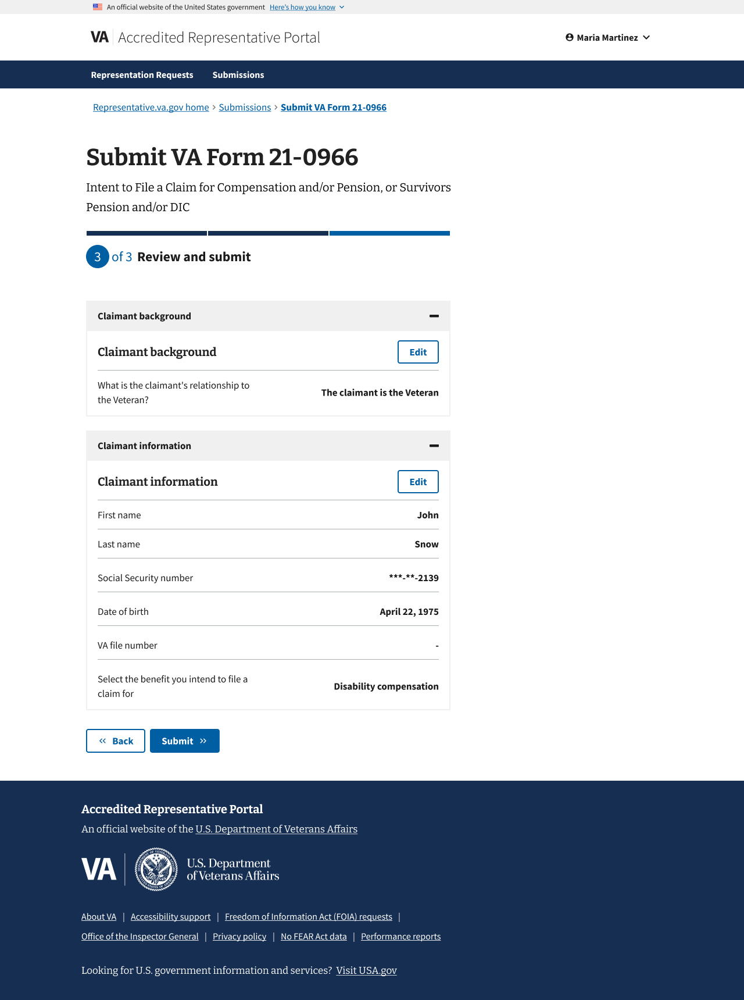 An official website of the United States government Here's how you know
VA Accredited Representative Portal
Maria Martinez
Representation Requests Submissions
Representative.va.gov home > Submissions > Submit VA Form 21-0966
Submit VA Form 21-0966
Intent to File a Claim for Compensation and/or Pension, or Survivors
Pension and/or DIC
3 of 3 Review and submit
Claimant background
Claimant background Edit
What is the claimant's relationship to
the Veteran?
The claimant is the Veteran
Claimant information
Claimant information Edit
First name John
Last name Snow
Social Security number ***-**-2139
Date of birth April 22, 1975
VA file number -
Select the benefit you intend to file a
claim for
Disability compensation
Back Submit
Accredited Representative Portal
An official website of the U.S. Department of Veterans Affairs
VA
U.S. Department
of Veterans Affairs
About VA | Accessibility support | Freedom of Information Act (FOIA) requests |
Office of the Inspector General | Privacy policy | No FEAR Act data | Performance reports
Looking for U.S. government information and services? Visit USA.gov